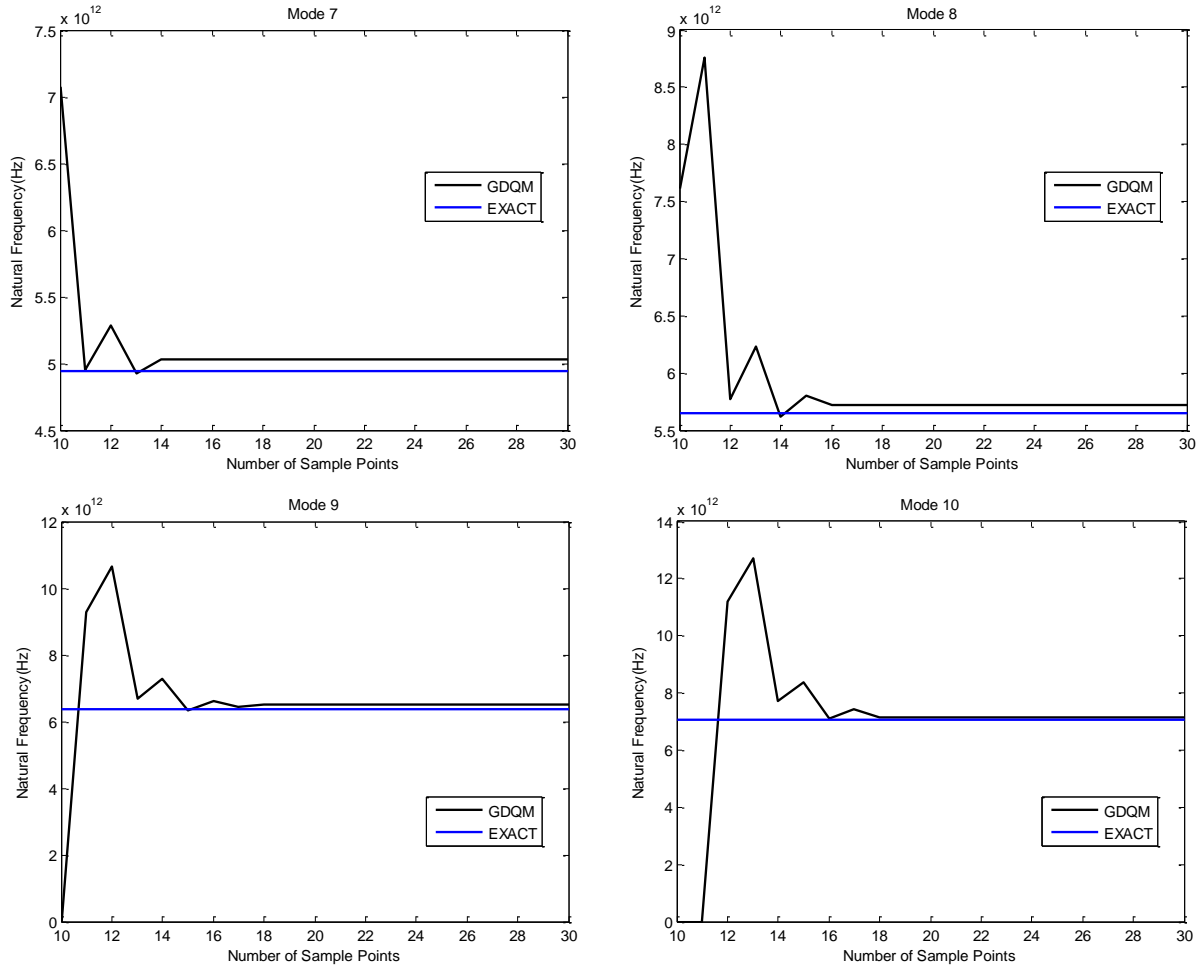 Mode 7
x 10^12
7.5
7
6.5
6
5.5
5
4.5
Natural Frequency(Hz)
GDQM
EXACT
10 12 14 16 18 20 22 24 26 28 30
Number of Sample Points
Mode 8
x 10^12
9
8.5
8
7.5
7
6.5
6
5.5
Natural Frequency(Hz)
GDQM
EXACT
10 12 14 16 18 20 22 24 26 28 30
Number of Sample Points
Mode 9
x 10^12
12
10
8
6
4
2
0
Natural Frequency(Hz)
GDQM
EXACT
10 12 14 16 18 20 22 24 26 28 30
Number of Sample Points
Mode 10
x 10^12
14
12
10
8
6
4
2
0
Natural Frequency(Hz)
GDQM
EXACT
10 12 14 16 18 20 22 24 26 28 30
Number of Sample Points